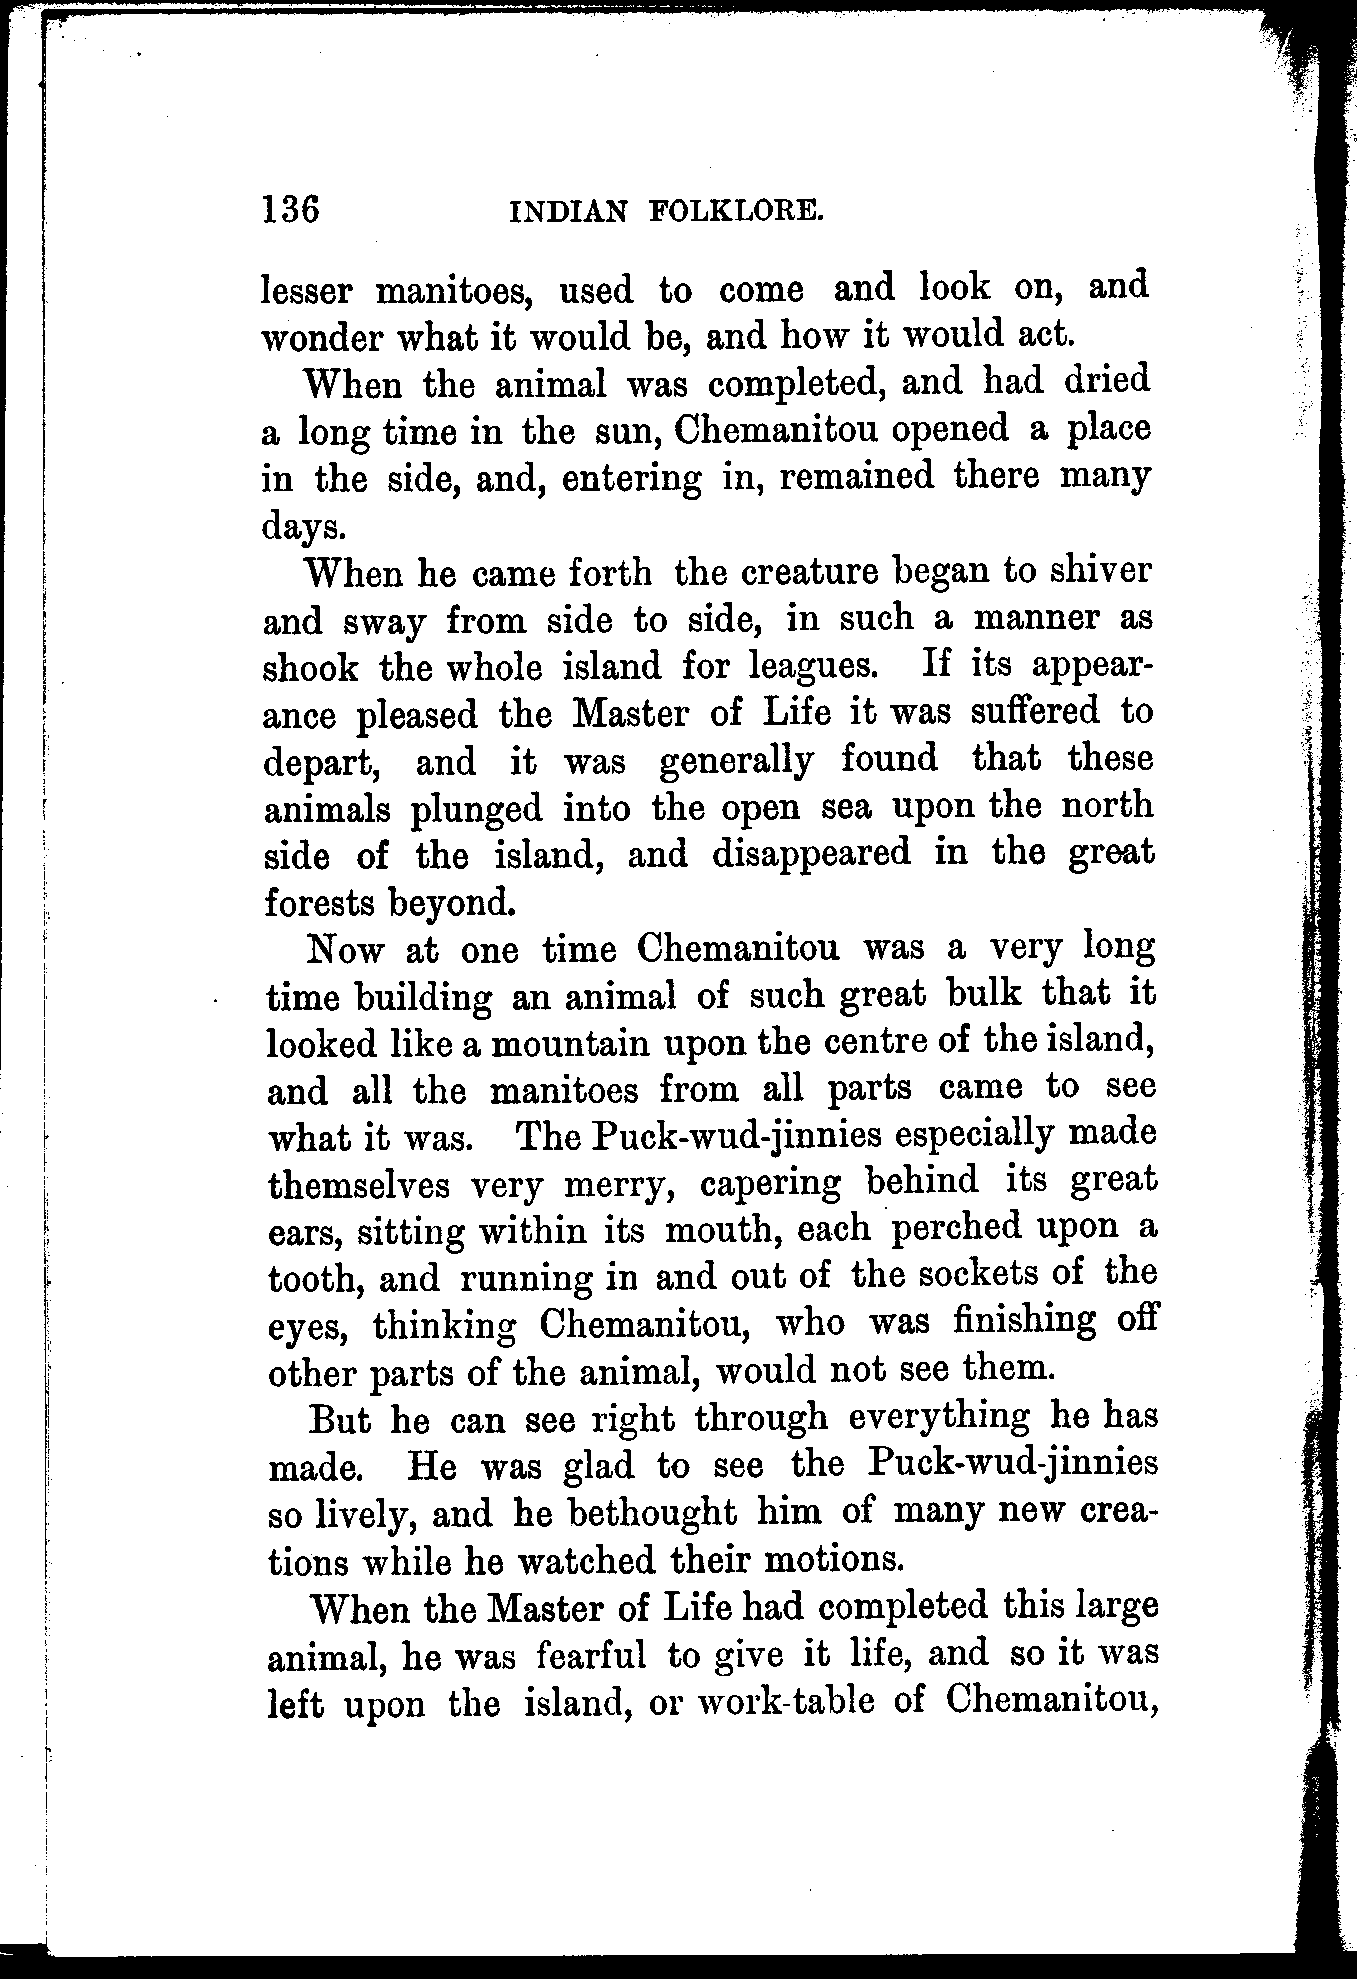 136 INDIAN FOLKLORE.
lesser manitoes, used to come and look on, and
wonder what it would be, and how it would act.
When the animal was completed, and had dried
a long time in the sun, Chemanitou opened a place
in the side, and, entering in, remained there many
days.
When he came forth the creature began to shiver
and sway from side to side, in such a manner as
shook the whole island for leagues. If its appear-
ance pleased the Master of Life it was suffered to
depart, and it was generally found that these
animals plunged into the open sea upon the north
side of the island, and disappeared in the great
forests beyond.
Now at one time Chemanitou was a very long
time building an animal of such great bulk that it
looked like a mountain upon the centre of the island,
and all the manitoes from all parts came to see
what it was. The Puck-wud-jinnies especially made
themselves very merry, capering behind its great
ears, sitting within its mouth, each perched upon a
tooth, and running in and out of the sockets of the
eyes, thinking Chemanitou, who was finishing off
other parts of the animal, would not see them.
But he can see right through everything he has
made. He was glad to see the Puck-wud-jinnies
so lively, and he bethought him of many new crea-
tions while he watched their motions.
When the Master of Life had completed this large
animal, he was fearful to give it life, and so it was
left upon the island, or work-table of Chemanitou,